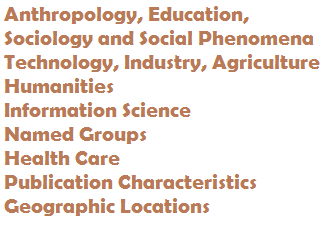 Anthropology, Education,
Sociology and Social Phenomena
Technology, Industry, Agriculture
Humanities
Information Science
Named Groups
Health Care
Publication Characteristics
Geographic Locations